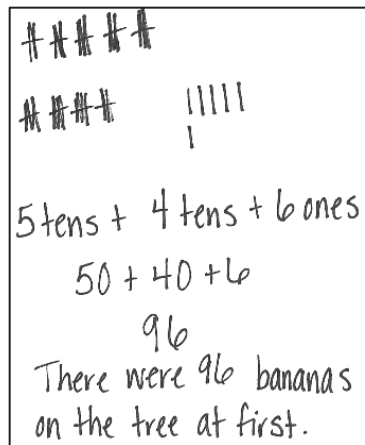 5 tens + 4 tens + 6 ones
50 + 40 + 6
96
There were 96 bananas
on the tree at first.